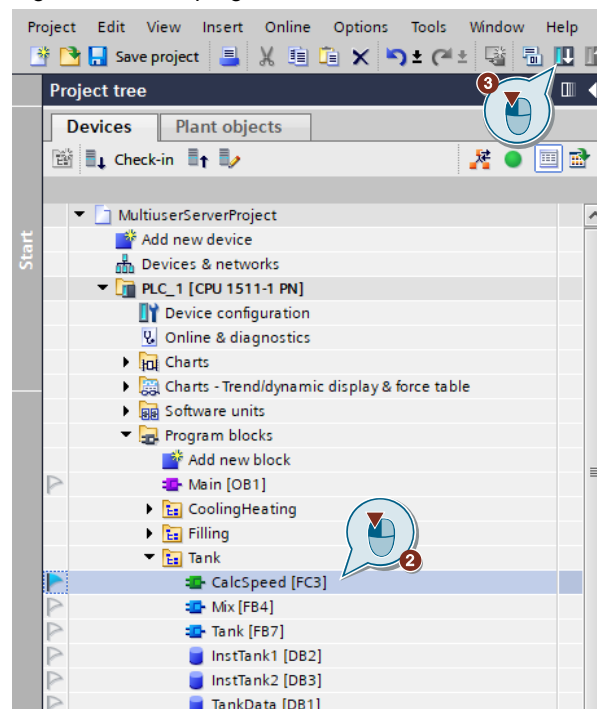 Project Edit View Insert Online Options Tools Window Help
Save project
Project tree
3
Devices Plant objects
Check-in
Start
MultiuserServerProject
Add new device
Devices & networks
PLC_1 [CPU 1511-1 PN]
Device configuration
Online & diagnostics
Charts
Charts - Trend/dynamic display & force table
Software units
Program blocks
Add new block
Main [OB1]
CoolingHeating
Filling
Tank
2
CalcSpeed [FC3]
Mix [FB4]
Tank [FB7]
InstTank1 [DB2]
InstTank2 [DB3]
TankData [DB1]